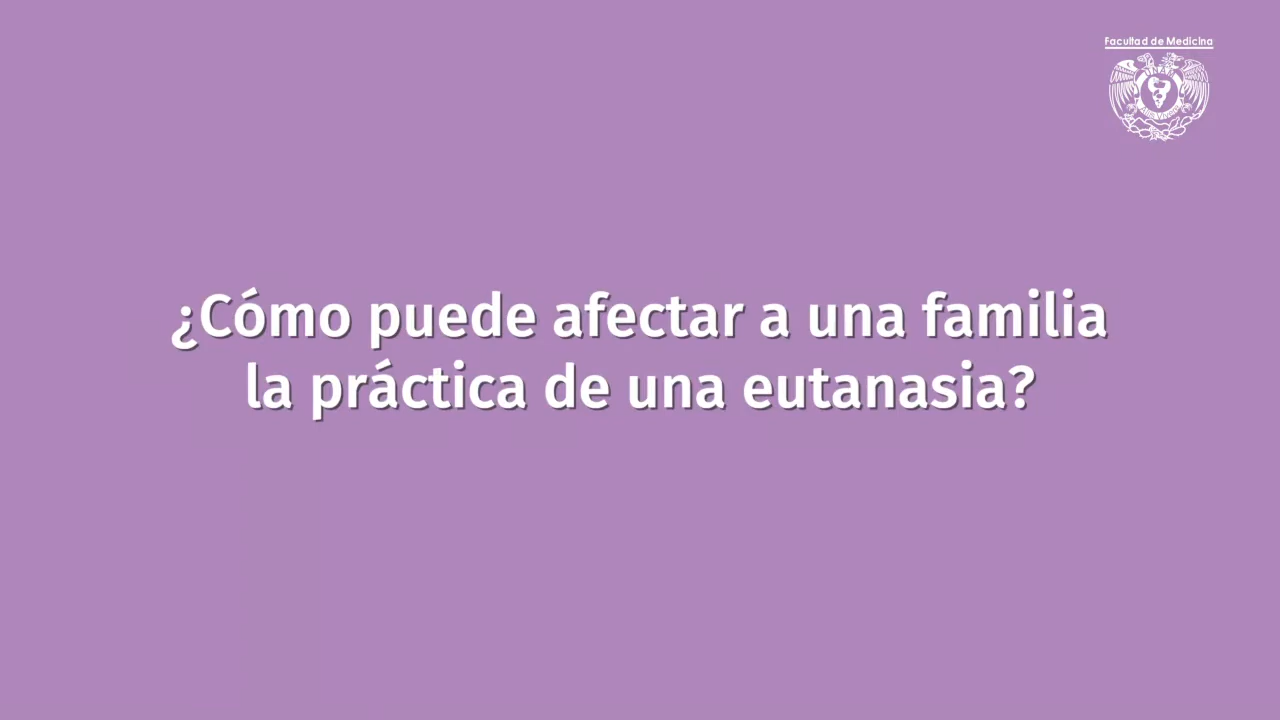 Facultad de Medicina
¿Cómo puede afectar a una familia
la práctica de una eutanasia?